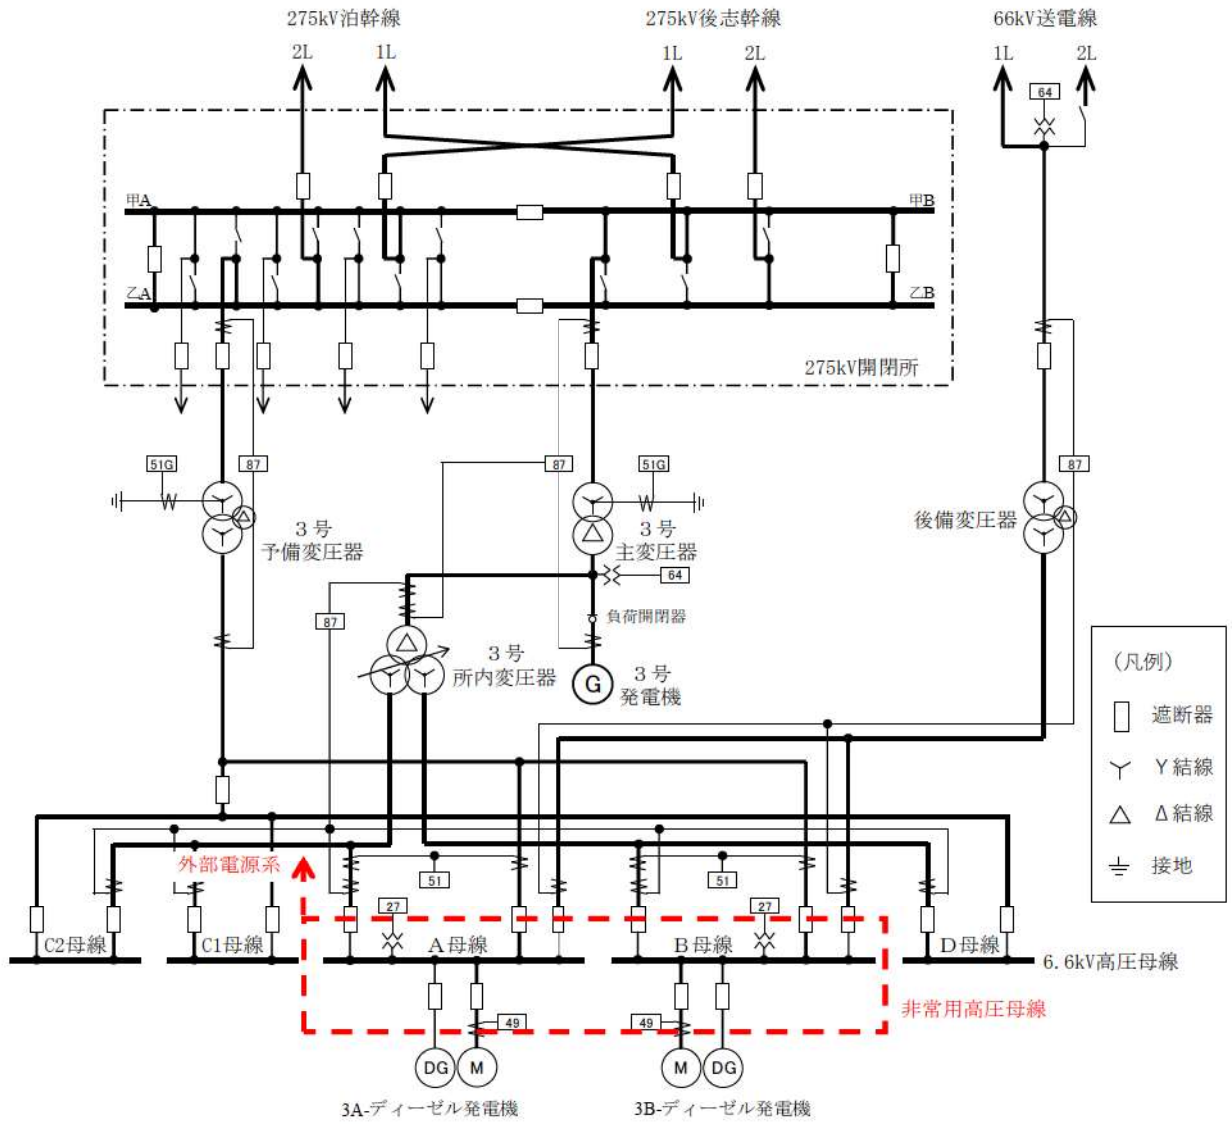 275kV泊幹線
275kV後志幹線
66kV送電線
2L
1L
1L
2L
1L
2L
64
甲A
甲B
乙A
乙B
275kV開閉所
51G
87
87
51G
87
3号
予備変圧器
3号
主変圧器
後備変圧器
64
87
負荷開閉器
3号
所内変圧器
G
3号
発電機
(凡例)
遮断器
Y結線
Δ結線
接地
外部電源系
51
51
27
27
C2母線
C1母線
A母線
B母線
D母線
6.6kV高圧母線
非常用高圧母線
49
49
DG
M
M
DG
3A-ディーゼル発電機
3B-ディーゼル発電機